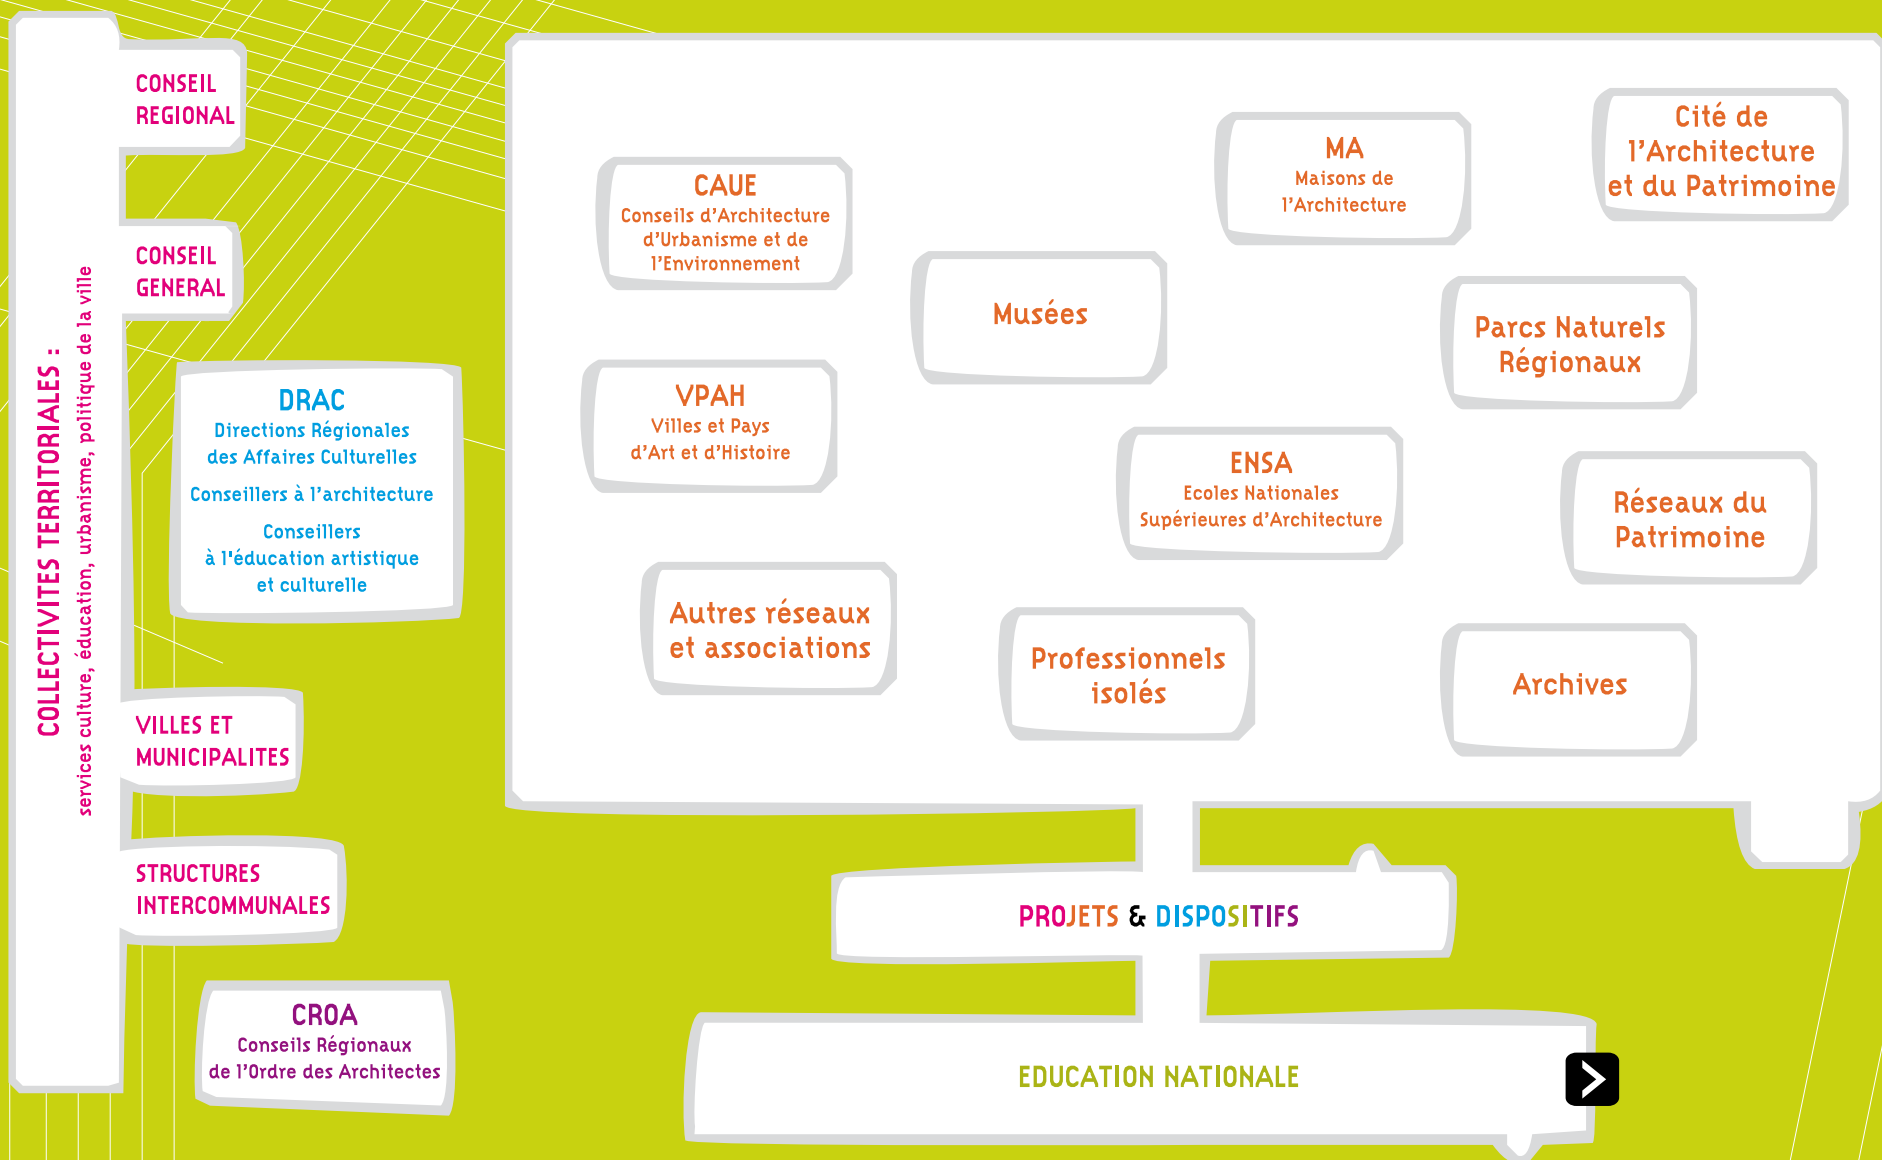 COLLECTIVITES TERRITORIALES :
services culture, éducation, urbanisme, politique de la ville
CONSEIL
REGIONAL
CONSEIL
GENERAL
DRAC
Directions Régionales
des Affaires Culturelles
Conseillers à l'architecture
Conseillers
à l'éducation artistique
et culturelle
VILLES ET
MUNICIPALITES
STRUCTURES
INTERCOMMUNALES
CROA
Conseils Régionaux
de l'Ordre des Architectes
CAUE
Conseils d'Architecture
d'Urbanisme et de
l'Environnement
MA
Maisons de
l'Architecture
Cité de
l'Architecture
et du Patrimoine
Musées
Parcs Naturels
Régionaux
VPAH
Villes et Pays
d'Art et d'Histoire
ENSA
Ecoles Nationales
Supérieures d'Architecture
Réseaux du
Patrimoine
Autres réseaux
et associations
Professionnels
isolés
Archives
PROJETS & DISPOSITIFS
EDUCATION NATIONALE